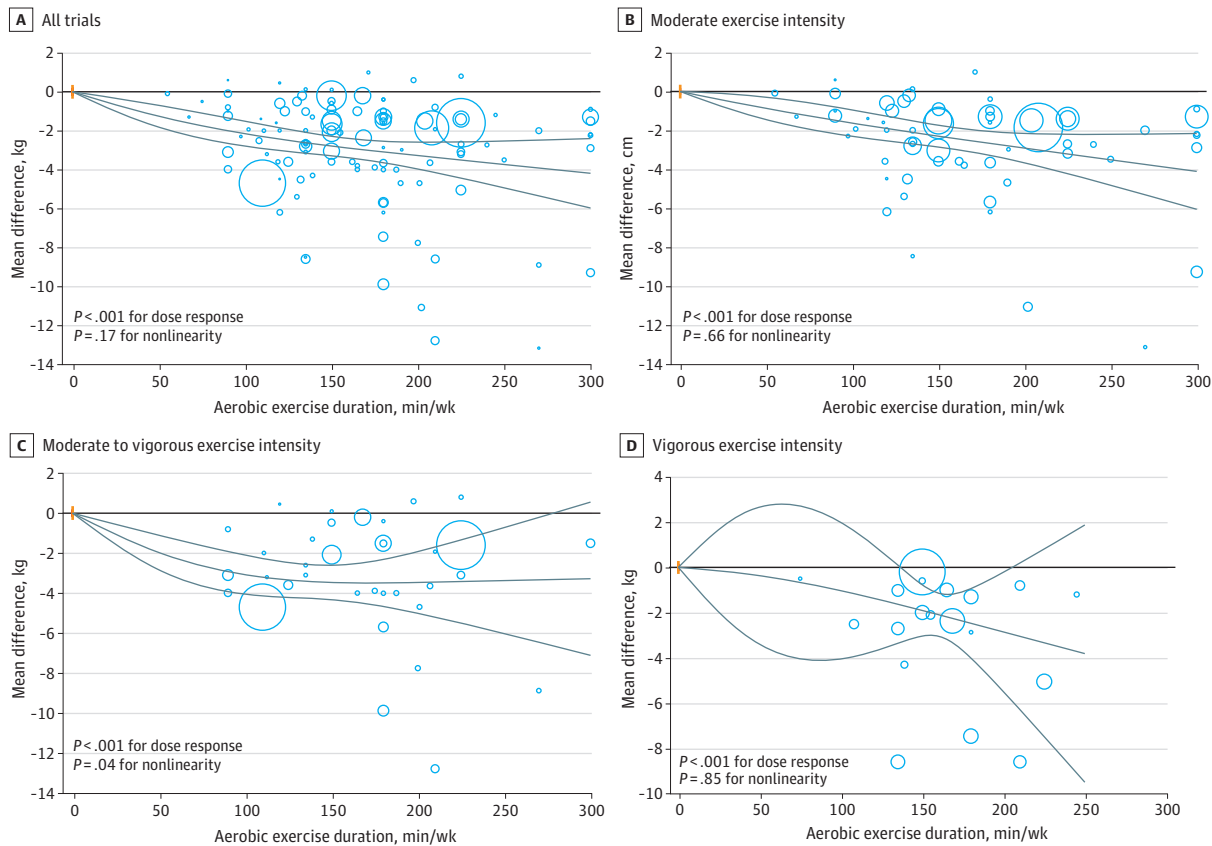 A All trials
2
0
-2
-4
-6
-8
-10
-12
-14
Mean difference, kg
P < .001 for dose response
P = .17 for nonlinearity
0 50 100 150 200 250 300
Aerobic exercise duration, min/wk
B Moderate exercise intensity
2
0
-2
-4
-6
-8
-10
-12
-14
Mean difference, cm
P < .001 for dose response
P = .66 for nonlinearity
0 50 100 150 200 250 300
Aerobic exercise duration, min/wk
C Moderate to vigorous exercise intensity
2
0
-2
-4
-6
-8
-10
-12
-14
Mean difference, kg
P < .001 for dose response
P = .04 for nonlinearity
0 50 100 150 200 250 300
Aerobic exercise duration, min/wk
D Vigorous exercise intensity
4
2
0
-2
-4
-6
-8
-10
Mean difference, kg
P < .001 for dose response
P = .85 for nonlinearity
0 50 100 150 200 250 300
Aerobic exercise duration, min/wk